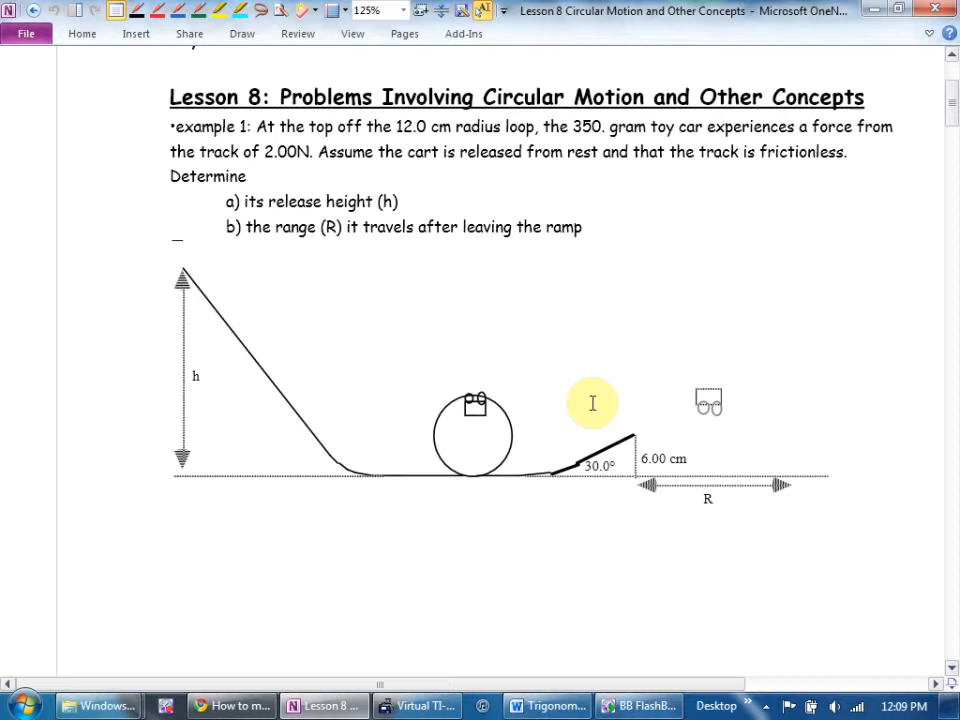 125%
Lesson 8 Circular Motion and Other Concepts - Microsoft OneN...
File Home Insert Share Draw Review View Pages Add-Ins
Lesson 8: Problems Involving Circular Motion and Other Concepts
•example 1: At the top off the 12.0 cm radius loop, the 350. gram toy car experiences a force from
the track of 2.00N. Assume the cart is released from rest and that the track is frictionless.
Determine
a) its release height (h)
b) the range (R) it travels after leaving the ramp
h
30.0°
6.00 cm
R
Windows... How to m... Lesson 8 ... Virtual TI-... Trigonom... BB FlashB... Desktop » 12:09 PM